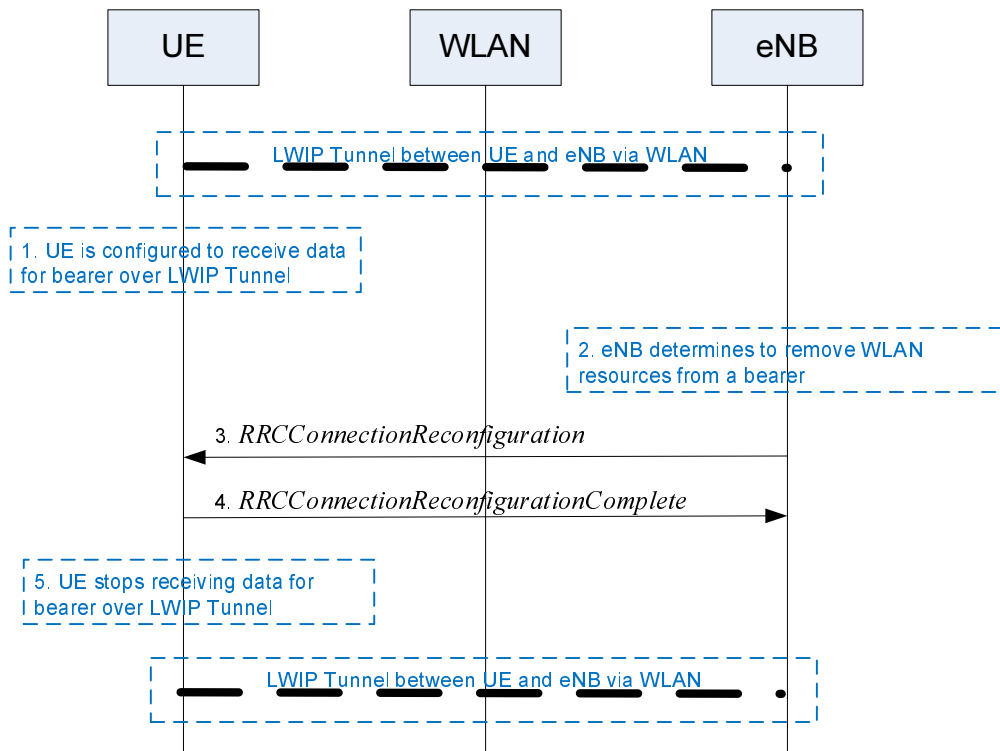 UE
WLAN
eNB
LWIP Tunnel between UE and eNB via WLAN
1. UE is configured to receive data
for bearer over LWIP Tunnel
2. eNB determines to remove WLAN
resources from a bearer
3. RRCConnectionReconfiguration
4. RRCConnectionReconfigurationComplete
5. UE stops receiving data for
bearer over LWIP Tunnel
LWIP Tunnel between UE and eNB via WLAN